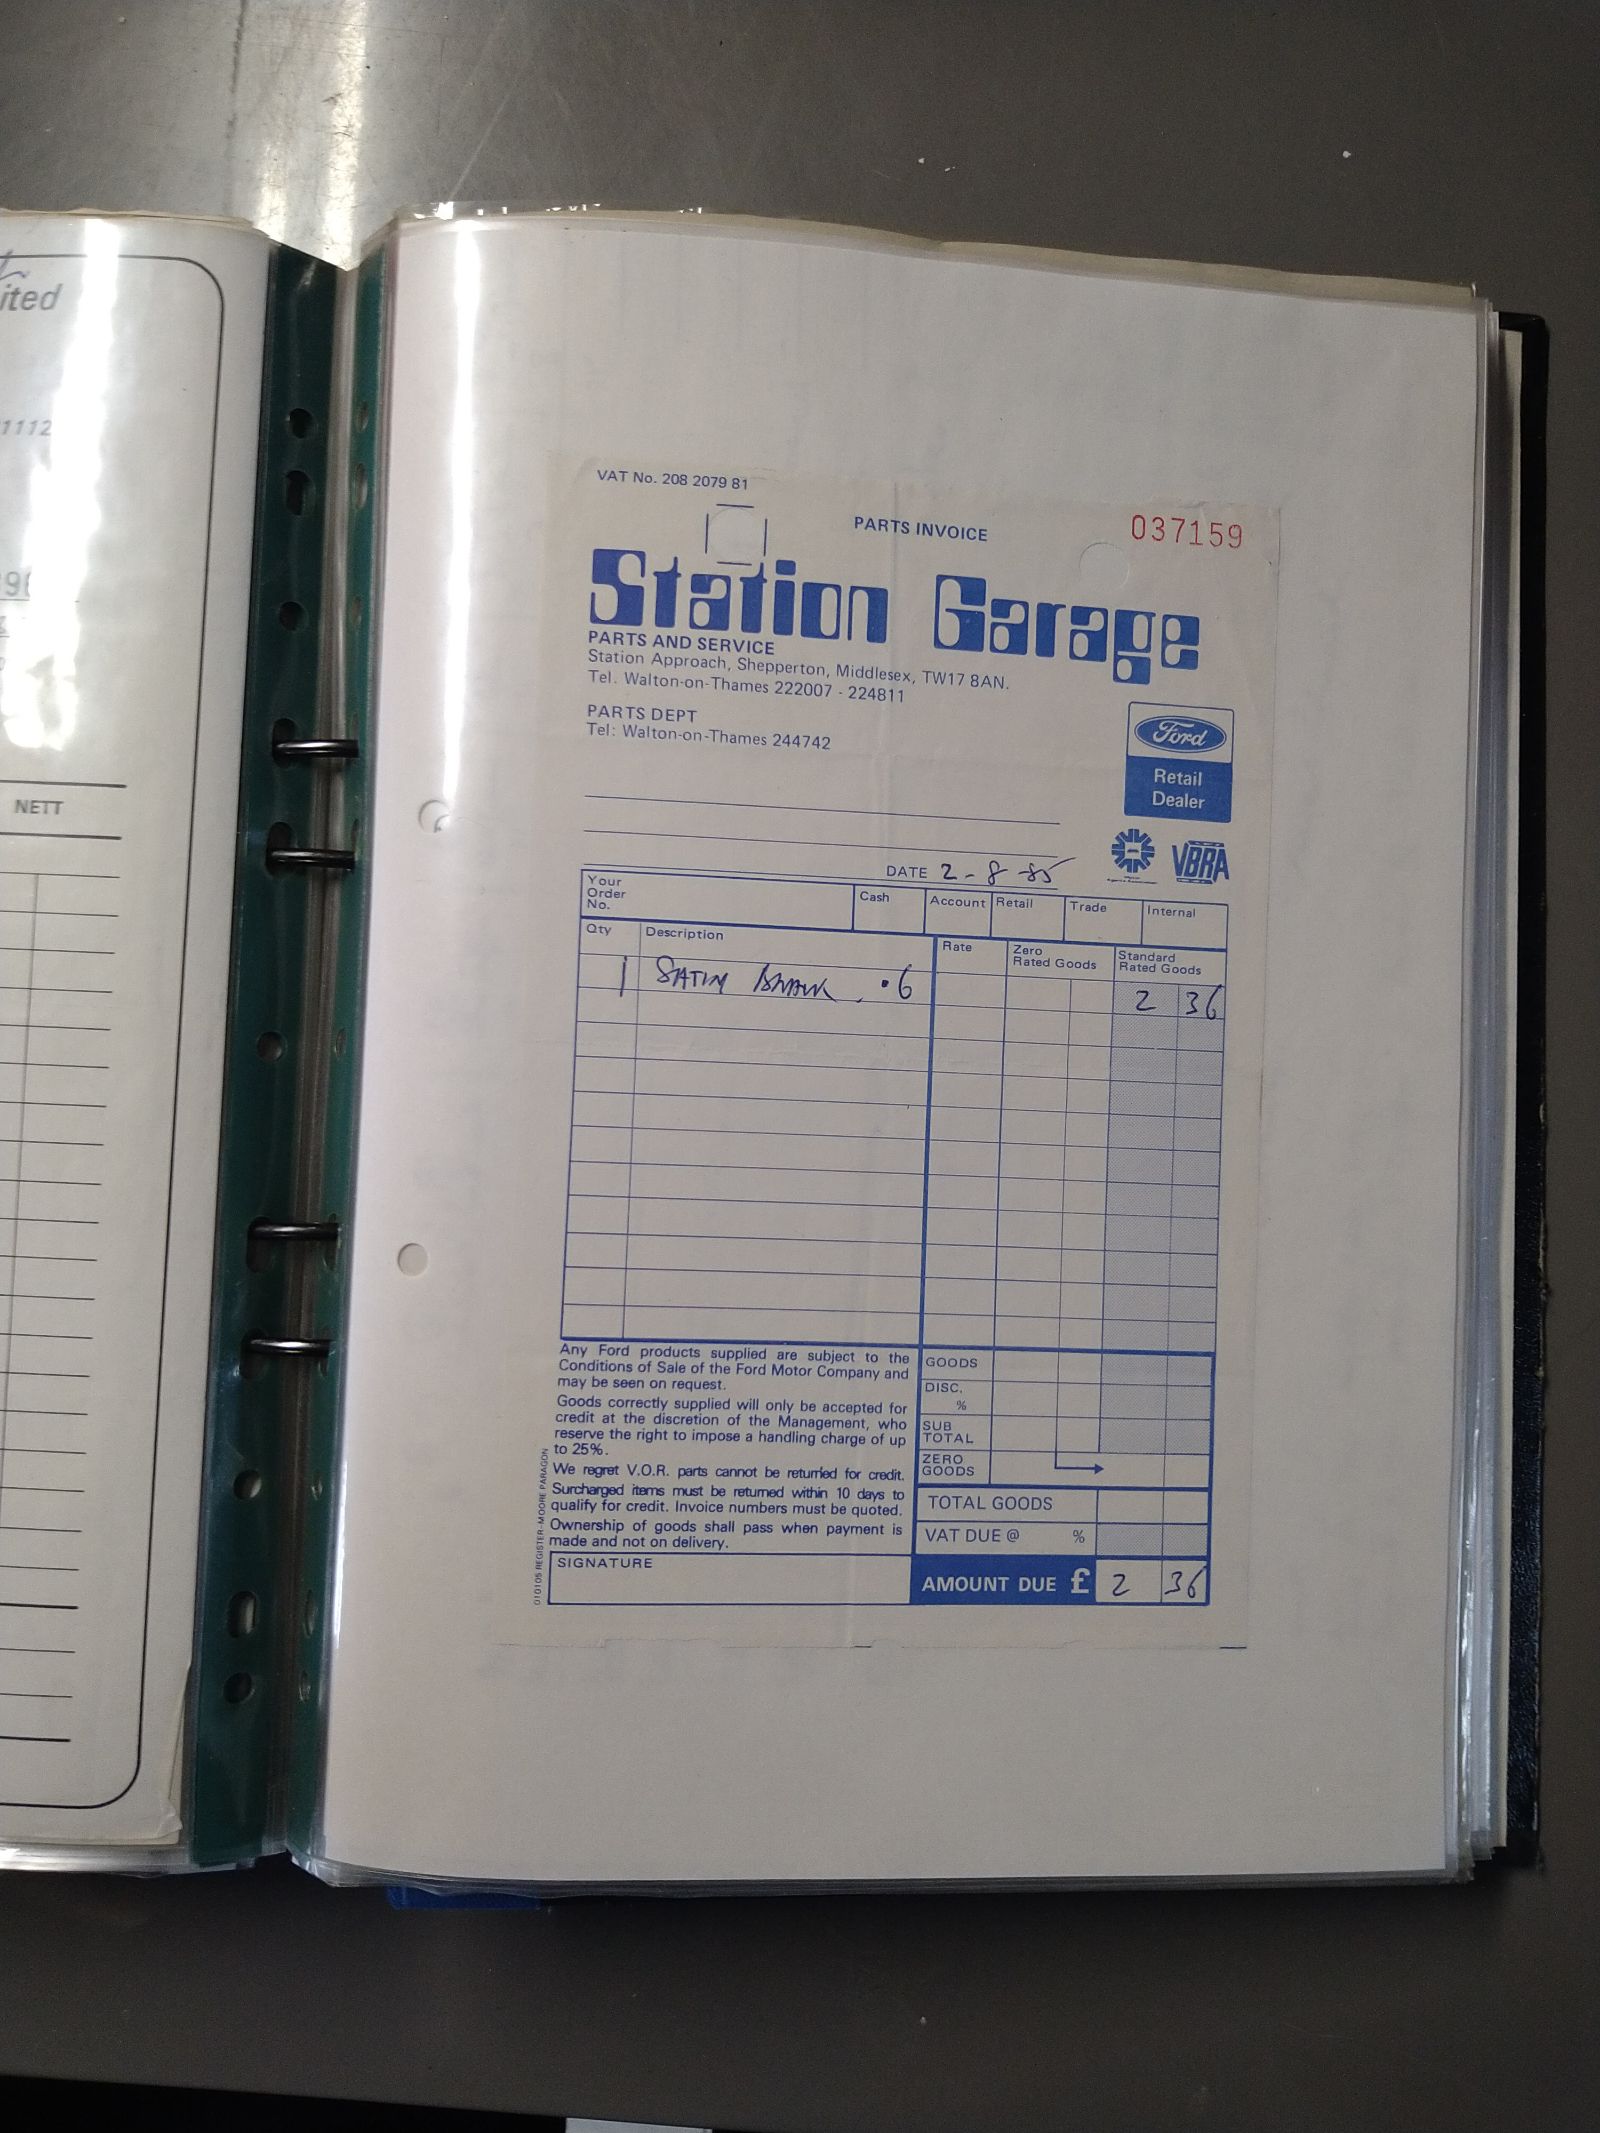 ited
1112
NETT
VAT No. 208 2079 81
PARTS INVOICE
037159
Station Garage
PARTS AND SERVICE
Station Approach, Shepperton, Middlesex, TW17 8AN.
Tel. Walton-on-Thames 222007 - 224811
PARTS DEPT
Tel: Walton-on-Thames 244742
Ford
Retail
Dealer
VBRA
DATE 2-8-85
Your
Order
No.
Cash
Account
Retail
Trade
Internal
Qty
Description
Rate
Zero
Rated Goods
Standard
Rated Goods
1 SATIN .6 2 36
Any Ford products supplied are subject to the
Conditions of Sale of the Ford Motor Company and
may be seen on request.
Goods correctly supplied will only be accepted for
credit at the discretion of the Management, who
reserve the right to impose a handling charge of up
to 25%.
We regret V.O.R. parts cannot be returned for credit.
Surcharged items must be returned within 10 days to
qualify for credit. Invoice numbers must be quoted.
Ownership of goods shall pass when payment is
made and not on delivery.
GOODS
DISC.
%
SUB
TOTAL
ZERO
GOODS
TOTAL GOODS
VAT DUE @ %
SIGNATURE
AMOUNT DUE £ 2 36
010105 REGISTER-MOORE PARAGON